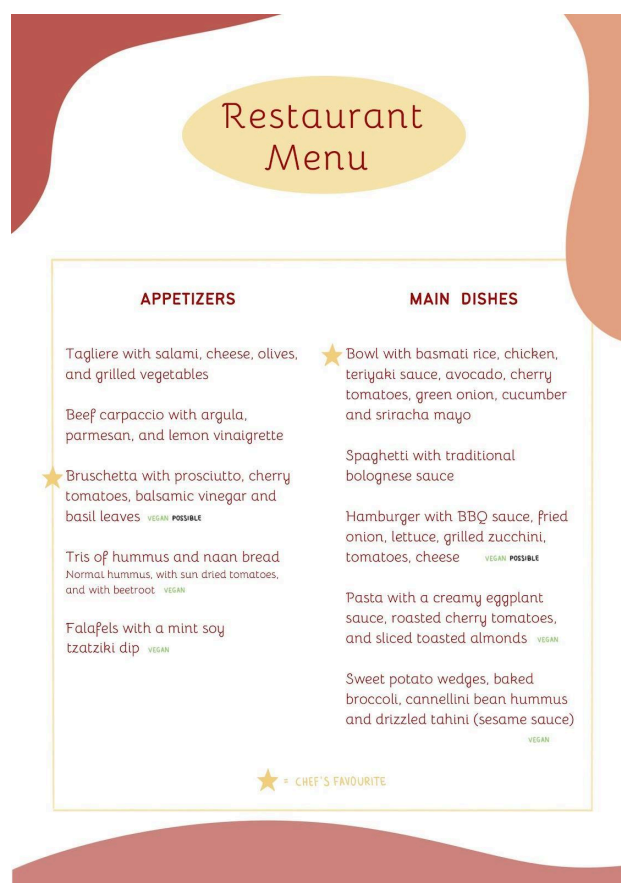 Restaurant
Menu
APPETIZERS
Tagliere with salami, cheese, olives,
and grilled vegetables
Beef carpaccio with argula,
parmesan, and lemon vinaigrette
Bruschetta with prosciutto, cherry
tomatoes, balsamic vinegar and
basil leaves VEGAN POSSIBLE
Tris of hummus and naan bread
Normal hummus, with sun dried tomatoes,
and with beetroot VEGAN
Falafels with a mint soy
tzatziki dip VEGAN
MAIN DISHES
Bowl with basmati rice, chicken,
teriyaki sauce, avocado, cherry
tomatoes, green onion, cucumber
and sriracha mayo
Spaghetti with traditional
bolognese sauce
Hamburger with BBQ sauce, fried
onion, lettuce, grilled zucchini,
tomatoes, cheese VEGAN POSSIBLE
Pasta with a creamy eggplant
sauce, roasted cherry tomatoes,
and sliced toasted almonds VEGAN
Sweet potato wedges, baked
broccoli, cannellini bean hummus
and drizzled tahini (sesame sauce)
VEGAN
= CHEF'S FAVOURITE